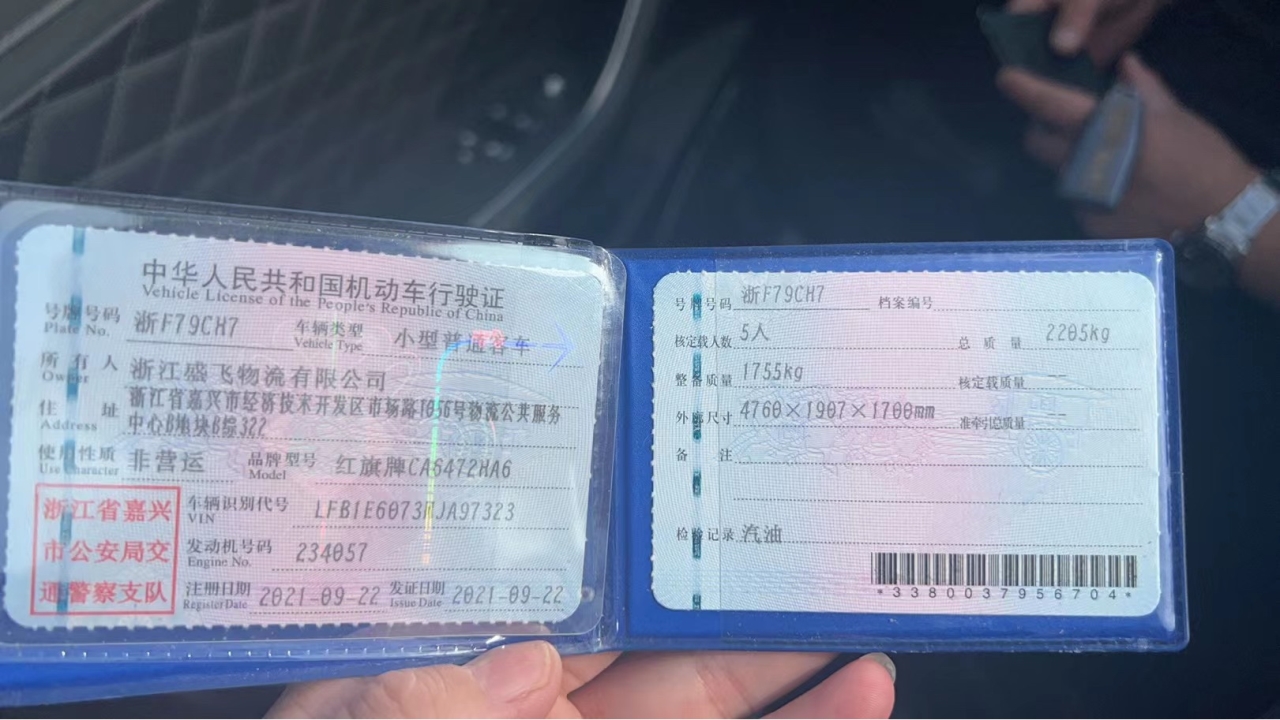 中华人民共和国机动车行驶证
Vehicle License of the People's Republic of China
号牌号码 浙F79CH7 车辆类型 小型普通客车
Plate No. Vehicle Type
所有人 浙江盛飞物流有限公司
Owner
住址 浙江省嘉兴市经济技术开发区市场路1056号物流公共服务
Address 中心B地块B综322
使用性质 非营运 品牌型号 红旗牌CA6472HA6
Use Character Model
浙江省嘉兴
市公安局交
通警察支队
车辆识别代号 LFB1E6073MJA97323
VIN
发动机号码 234057
Engine No.
注册日期 2021-09-22 发证日期 2021-09-22
Register Date Issue Date
号牌号码 浙F79CH7 档案编号
核定载人数 5人 总质量 2205kg
整备质量 1755kg 核定载质量 --
外廓尺寸 4760×1907×1700mm 准牵引总质量 --
备注
检验记录 汽油
*3380037956704*